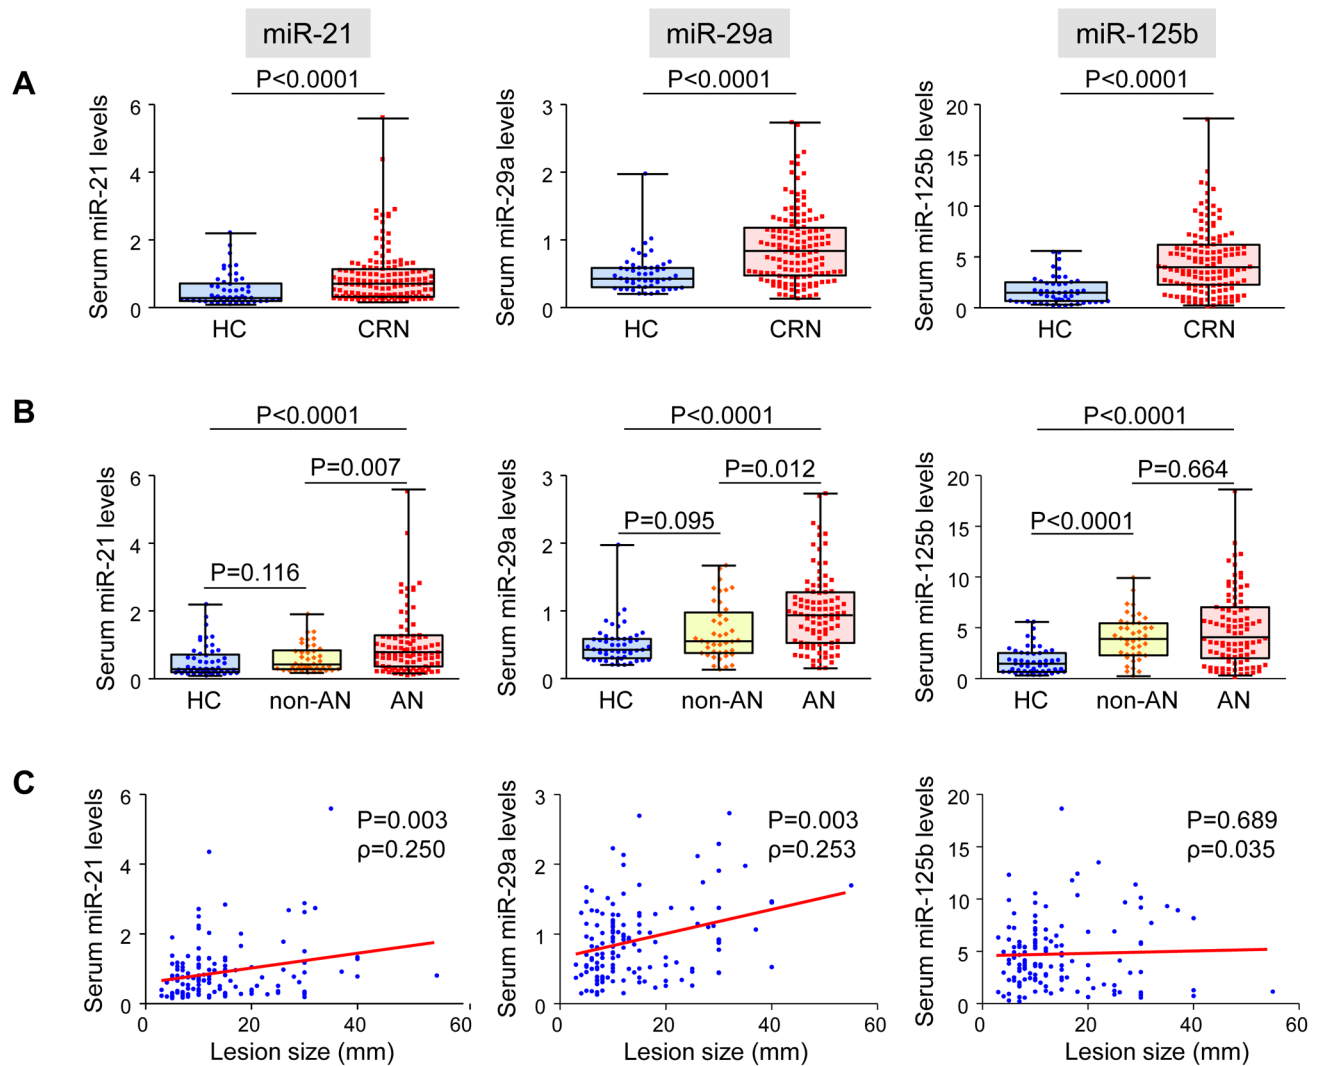 miR-21
miR-29a
miR-125b
A
P<0.0001
P<0.0001
P<0.0001
Serum miR-21 levels
6
4
2
0
HC
CRN
Serum miR-29a levels
3
2
1
0
HC
CRN
Serum miR-125b levels
20
15
10
5
0
HC
CRN
B
P<0.0001
P=0.007
P=0.116
Serum miR-21 levels
6
4
2
0
HC
non-AN
AN
P<0.0001
P=0.012
P=0.095
Serum miR-29a levels
3
2
1
0
HC
non-AN
AN
P<0.0001
P=0.664
P<0.0001
Serum miR-125b levels
20
15
10
5
0
HC
non-AN
AN
C
Serum miR-21 levels
6
4
2
0
P=0.003
ρ=0.250
0
20
40
60
Lesion size (mm)
Serum miR-29a levels
3
2
1
0
P=0.003
ρ=0.253
0
20
40
60
Lesion size (mm)
Serum miR-125b levels
20
15
10
5
0
P=0.689
ρ=0.035
0
20
40
60
Lesion size (mm)